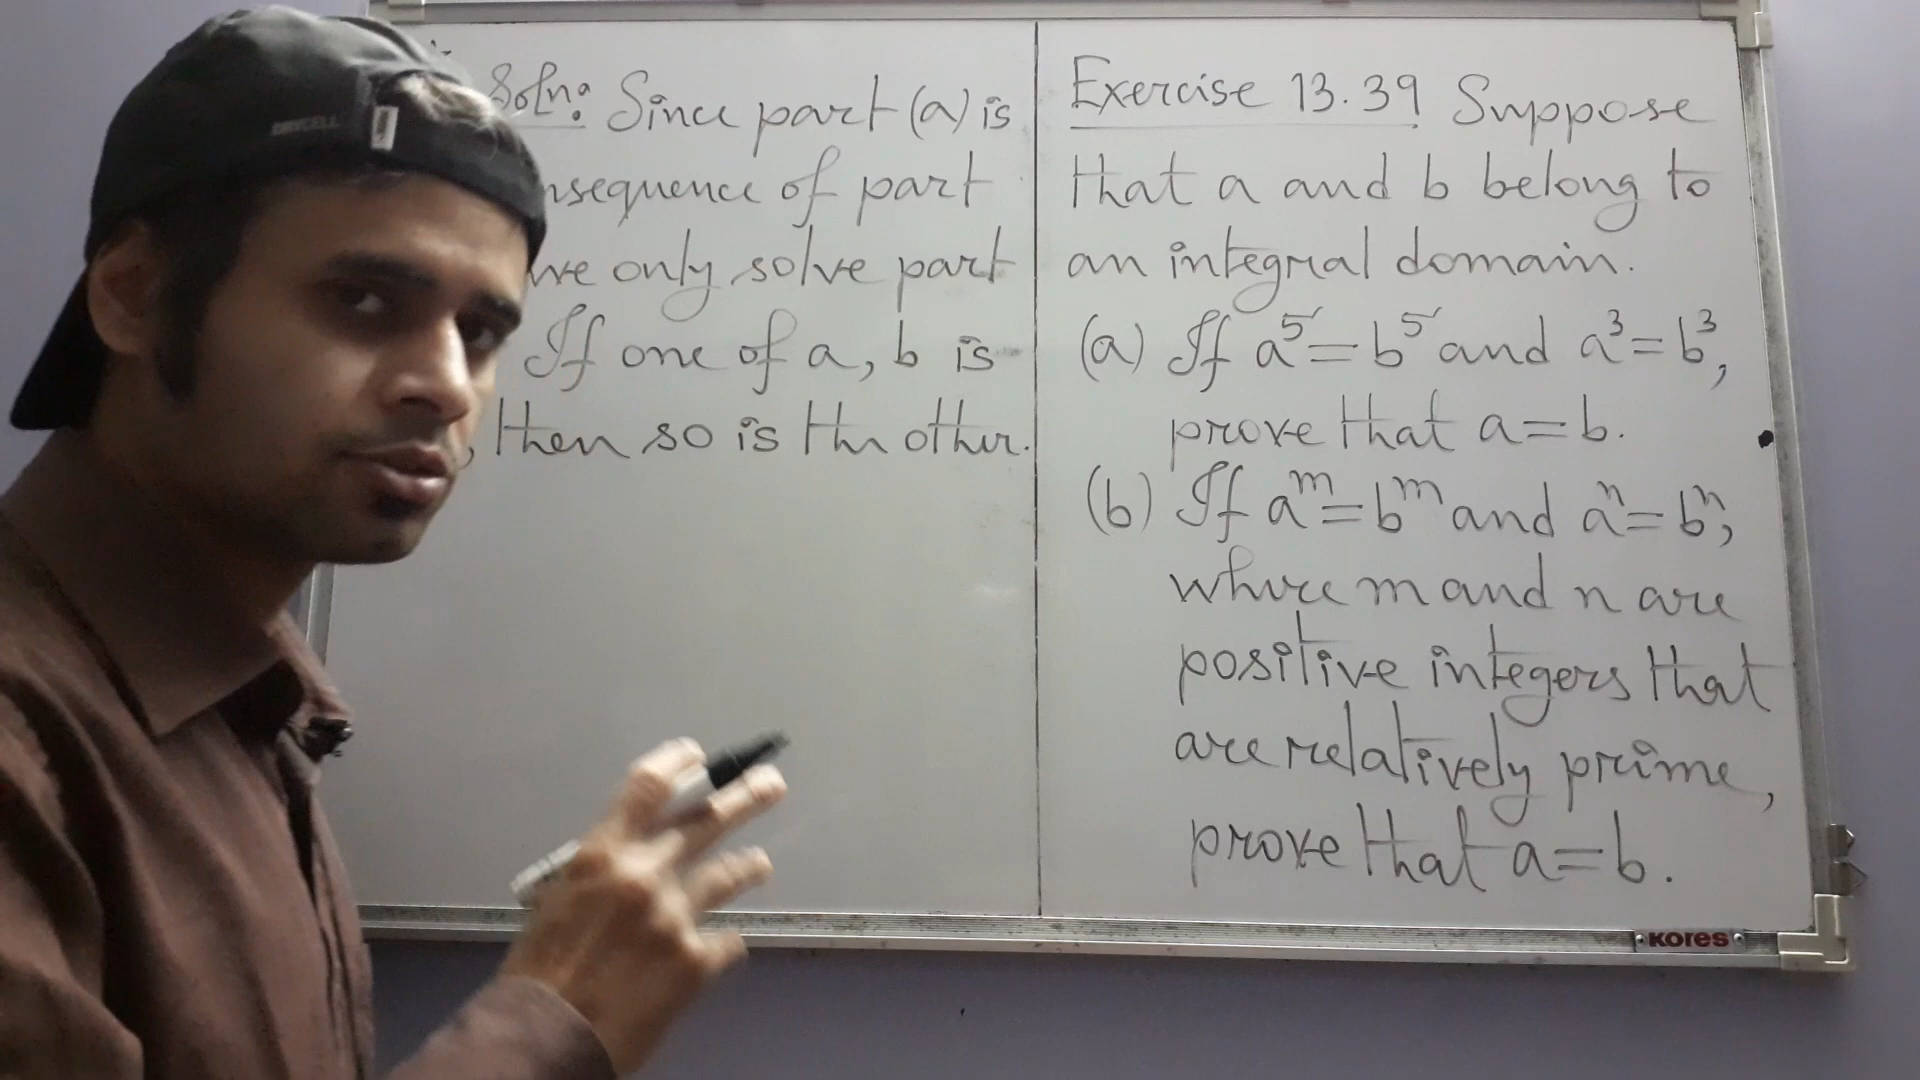 Soln: Since part (a) is
nsequence of part
we only solve part
If one of a, b is
, then so is the other.
Exercise 13.39 Suppose
that a and b belong to
an integral domain.
(a) If a⁵=b⁵ and a³=b³,
prove that a=b.
(b) If aᵐ=bᵐ and aⁿ=bⁿ,
where m and n are
positive integers that
are relatively prime,
prove that a=b.
KORES